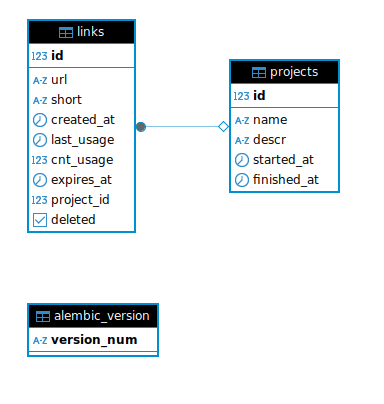 links
123 id
A-Z url
A-Z short
created_at
last_usage
123 cnt_usage
expires_at
123 project_id
deleted
projects
123 id
A-Z name
A-Z descr
started_at
finished_at
alembic_version
A-Z version_num